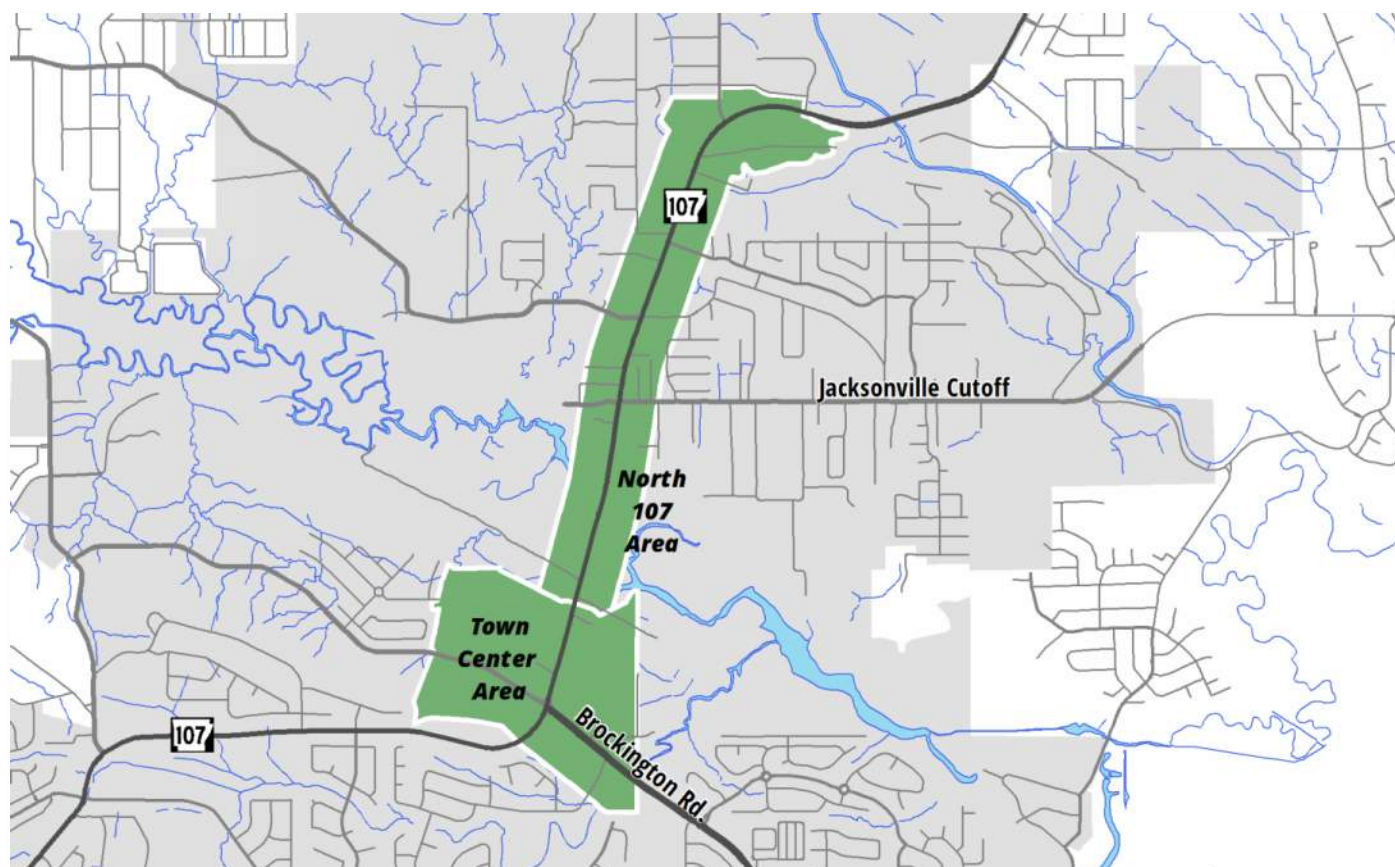 107
Jacksonville Cutoff
North
107
Area
Town
Center
Area
107
Brockington Rd.